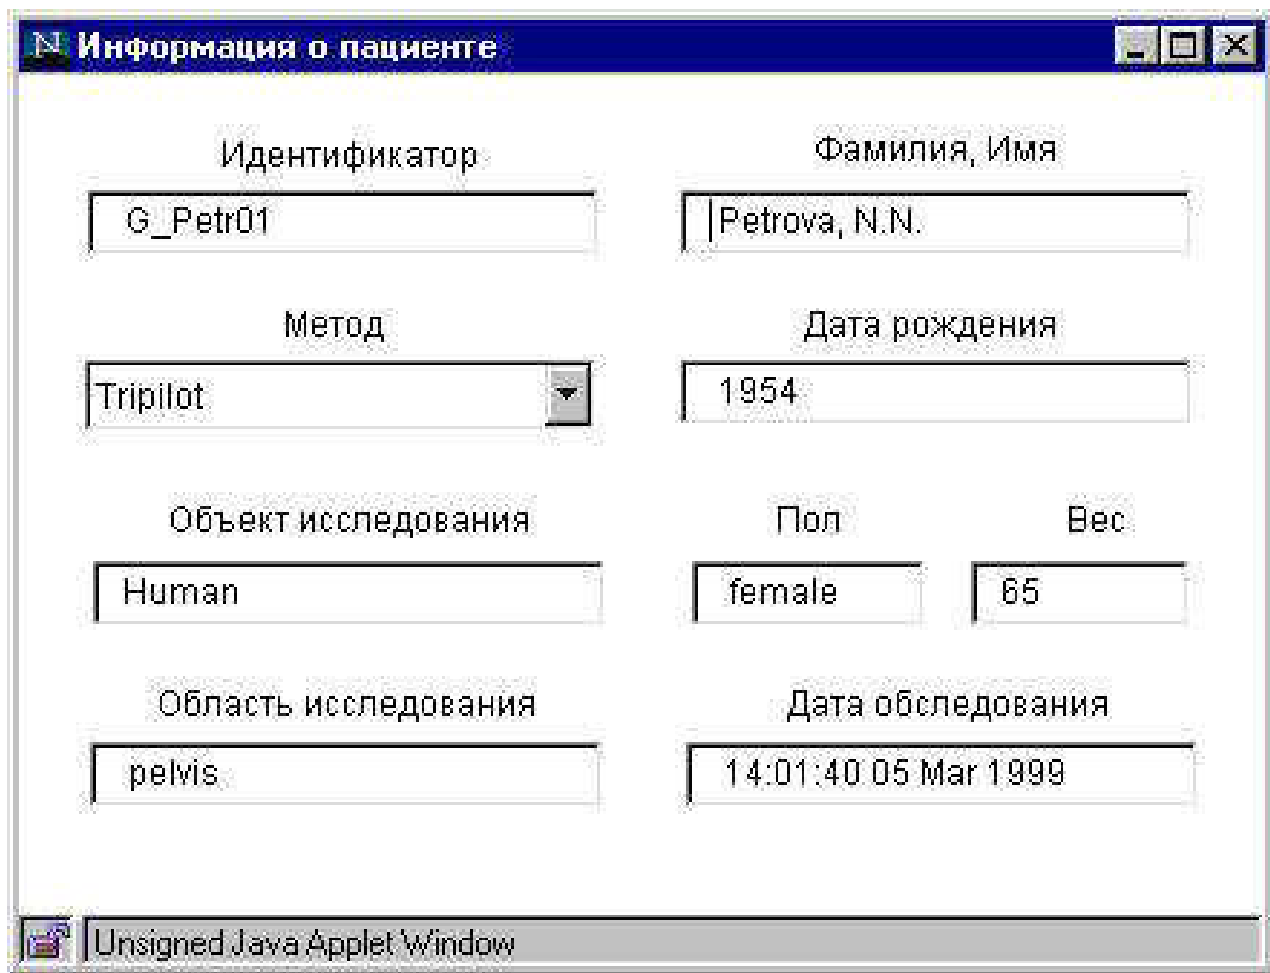 N Информация о пациенте
Идентификатор Фамилия, Имя
G_Petr01 Petrova, N.N.
Метод Дата рождения
Tripilot 1954
Объект исследования Пол Вес
Human female 65
Область исследования Дата обследования
pelvis 14:01:40 05 Mar 1999
Unsigned Java Applet Window